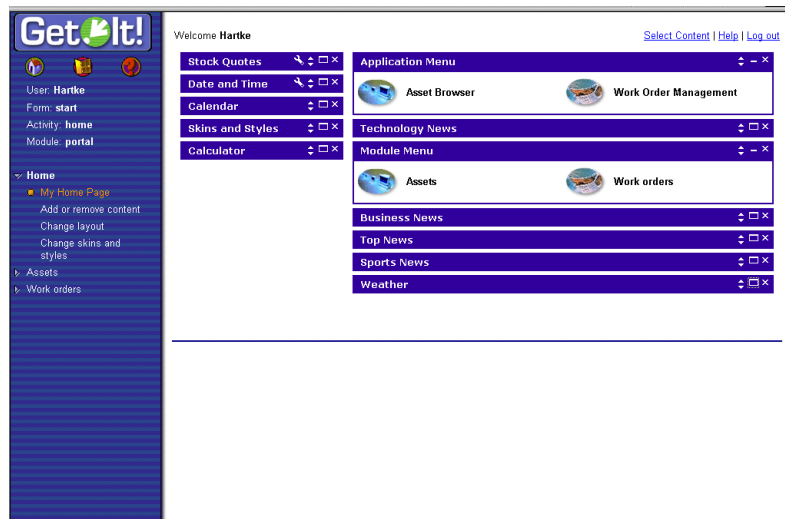 Get It!
User: Hartke
Form: start
Activity: home
Module: portal
Home
My Home Page
Add or remove content
Change layout
Change skins and
styles
Assets
Work orders
Welcome Hartke
Select Content | Help | Log out
Stock Quotes
Date and Time
Calendar
Skins and Styles
Calculator
Application Menu
Asset Browser
Work Order Management
Technology News
Module Menu
Assets
Work orders
Business News
Top News
Sports News
Weather